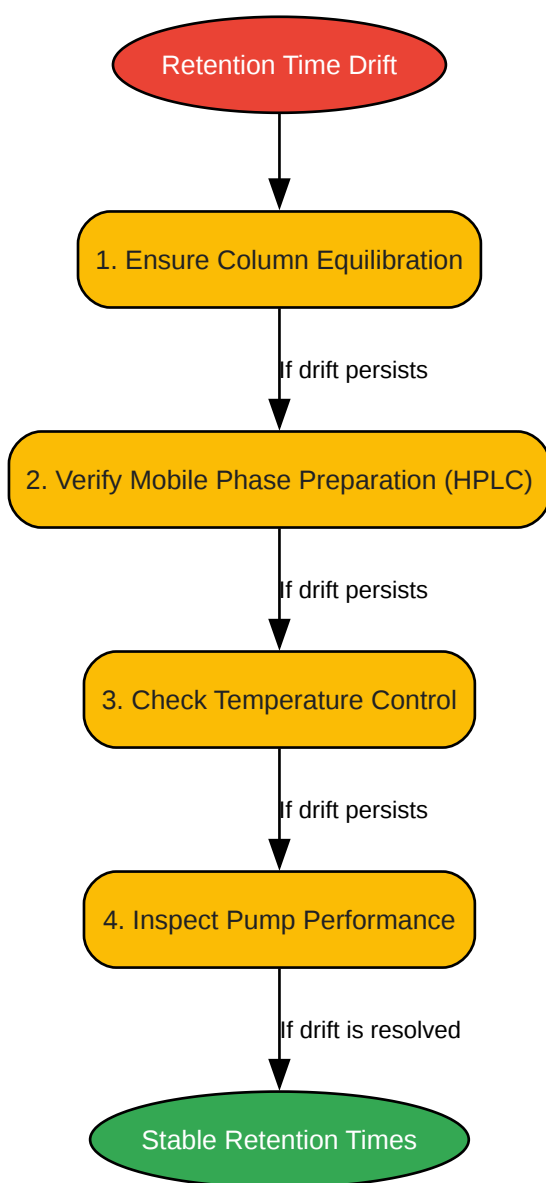 Retention Time Drift
1. Ensure Column Equilibration
If drift persists
2. Verify Mobile Phase Preparation (HPLC)
If drift persists
3. Check Temperature Control
If drift persists
4. Inspect Pump Performance
If drift is resolved
Stable Retention Times